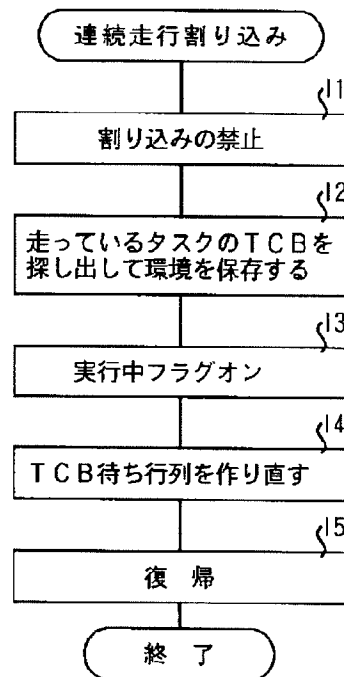 連続走行割り込み
11
割り込みの禁止
12
走っているタスクのTCBを
探し出して環境を保存する
13
実行中フラグオン
14
TCB待ち行列を作り直す
15
復帰
終了